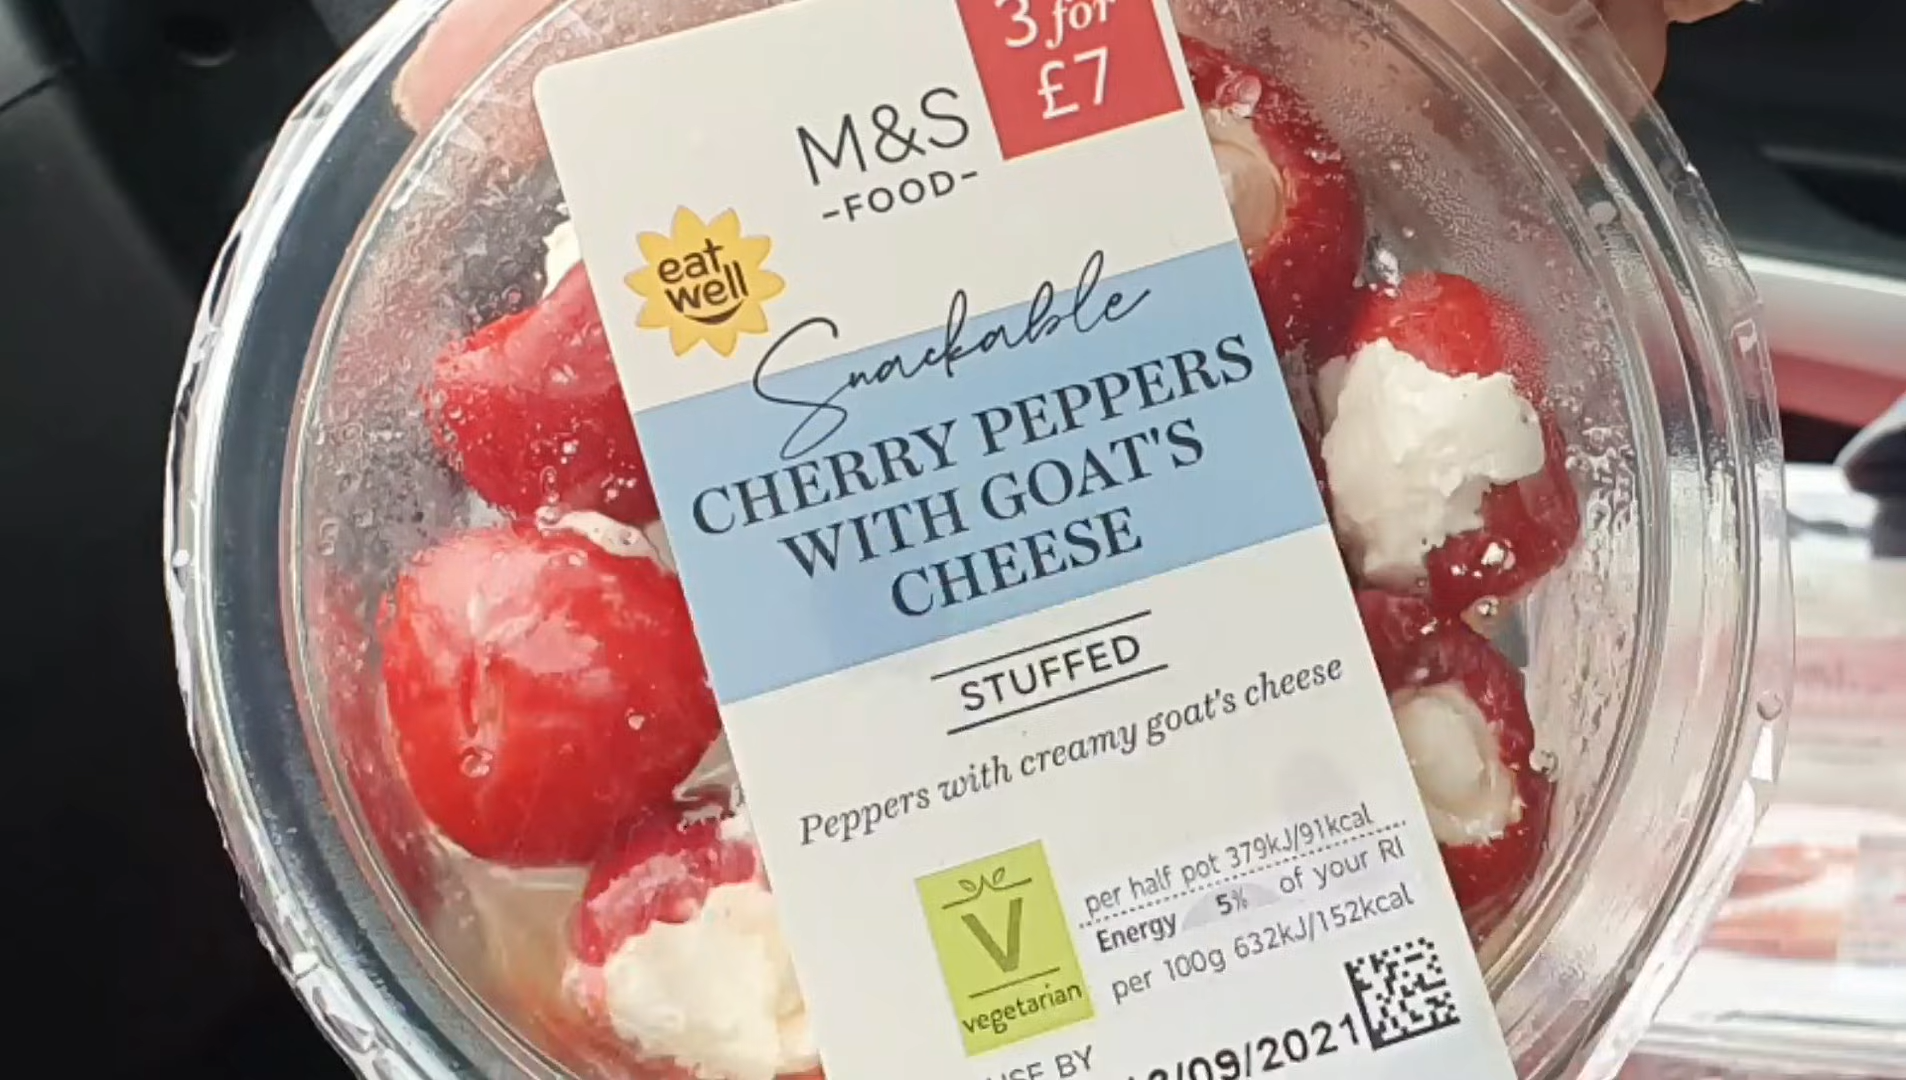 3 for
£7
M&S
-FOOD-
eat
well
Snackable
CHERRY PEPPERS
WITH GOAT'S
CHEESE
STUFFED
Peppers with creamy goat's cheese
V
vegetarian
per half pot 379kJ/91kcal
Energy 5% of your RI
per 100g 632kJ/152kcal
BY
/09/2021